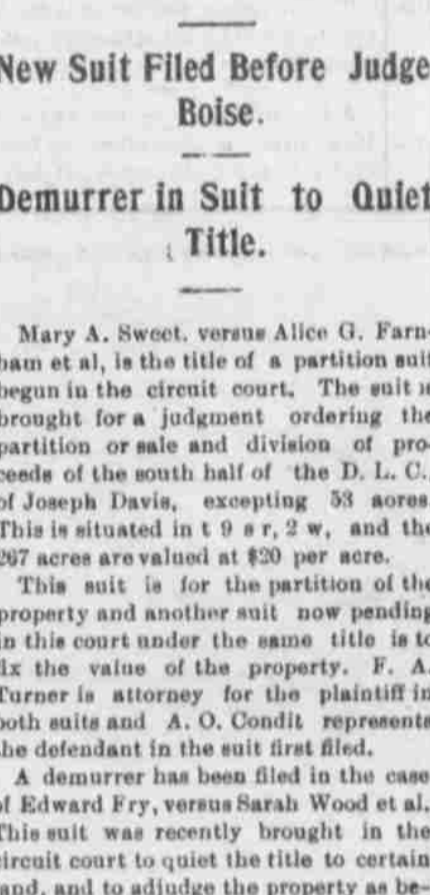 New Suit Filed Before Judge
Boise.
Demurrer in Suit to Quiet
Title.
Mary A. Sweet, versus Alice G. Farn-
ham et al, is the title of a partition suit
begun in the circuit court. The suit is
brought for a judgment ordering the
partition or sale and division of pro-
ceeds of the south half of the D. L. C.,
of Joseph Davis, excepting 53 acres.
This is situated in t 9 s r, 2 w, and the
267 acres are valued at $20 per acre.
This suit is for the partition of the
property and another suit now pending
in this court under the same title is to
fix the value of the property. F. A.
Turner is attorney for the plaintiff in
both suits and A. O. Condit represents
the defendant in the suit first filed.
A demurrer has been filed in the case
of Edward Fry, versus Sarah Wood et al.
This suit was recently brought in the
circuit court to quiet the title to certain
land, and to adjudge the property as be-